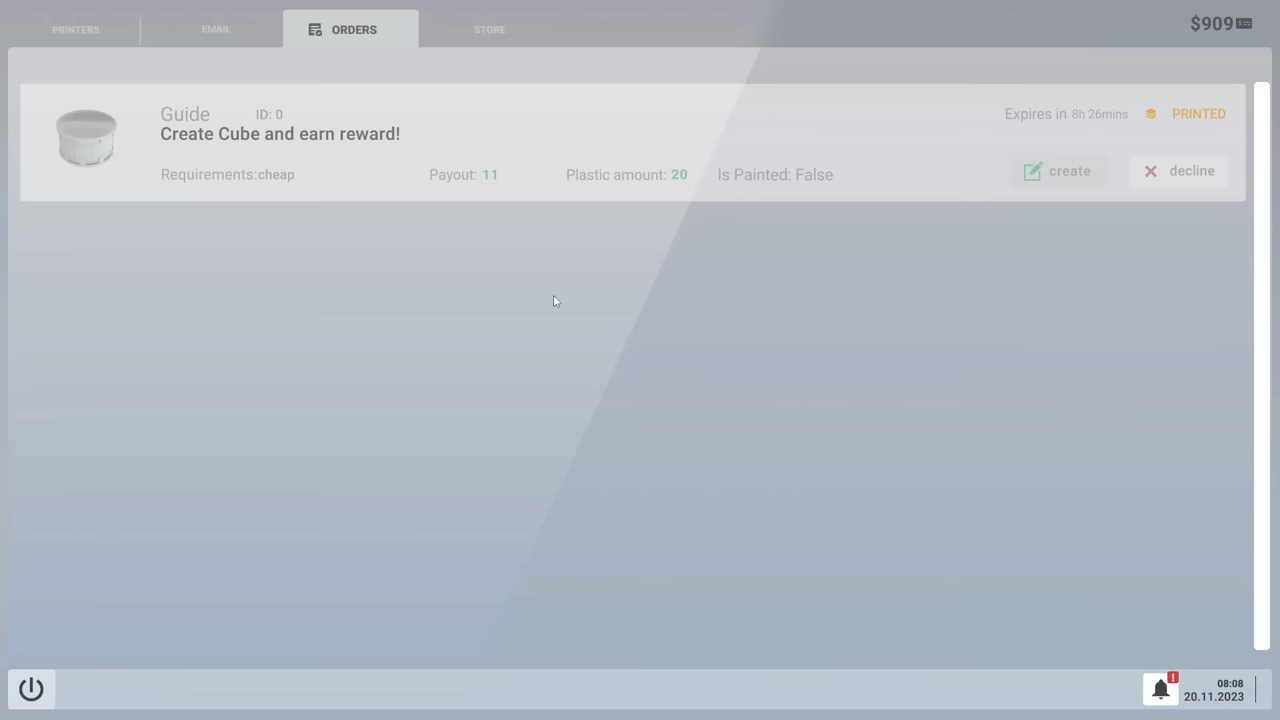 PRINTERS
EMAIL
ORDERS
STORE
$909
Guide
ID: 0
Expires in 8h 26mins
PRINTED
Create Cube and earn reward!
Requirements:cheap
Payout: 11
Plastic amount: 20
Is Painted: False
create
decline
!
08:08
20.11.2023